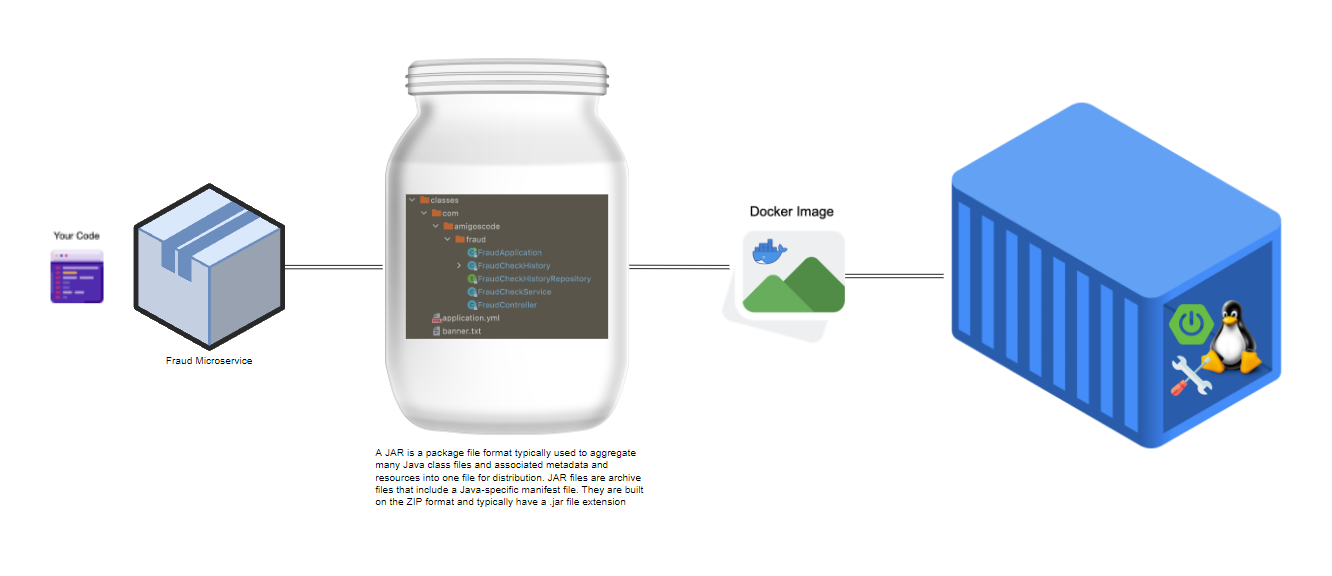 Your Code
Fraud Microservice
classes
com
amigoscode
fraud
FraudApplication
FraudCheckHistory
FraudCheckHistoryRepository
FraudCheckService
FraudController
application.yml
banner.txt
A JAR is a package file format typically used to aggregate
many Java class files and associated metadata and
resources into one file for distribution. JAR files are archive
files that include a Java-specific manifest file. They are built
on the ZIP format and typically have a .jar file extension
Docker Image